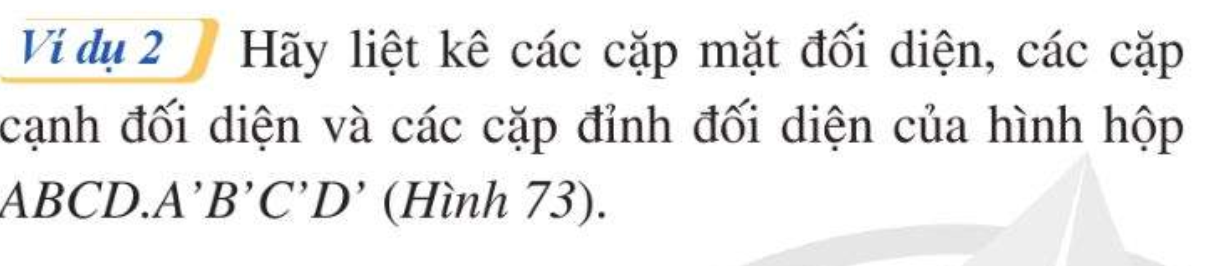 Ví dụ 2 Hãy liệt kê các cặp mặt đối diện, các cặp
cạnh đối diện và các cặp đỉnh đối diện của hình hộp
ABCD.A’B’C’D’ (Hình 73).